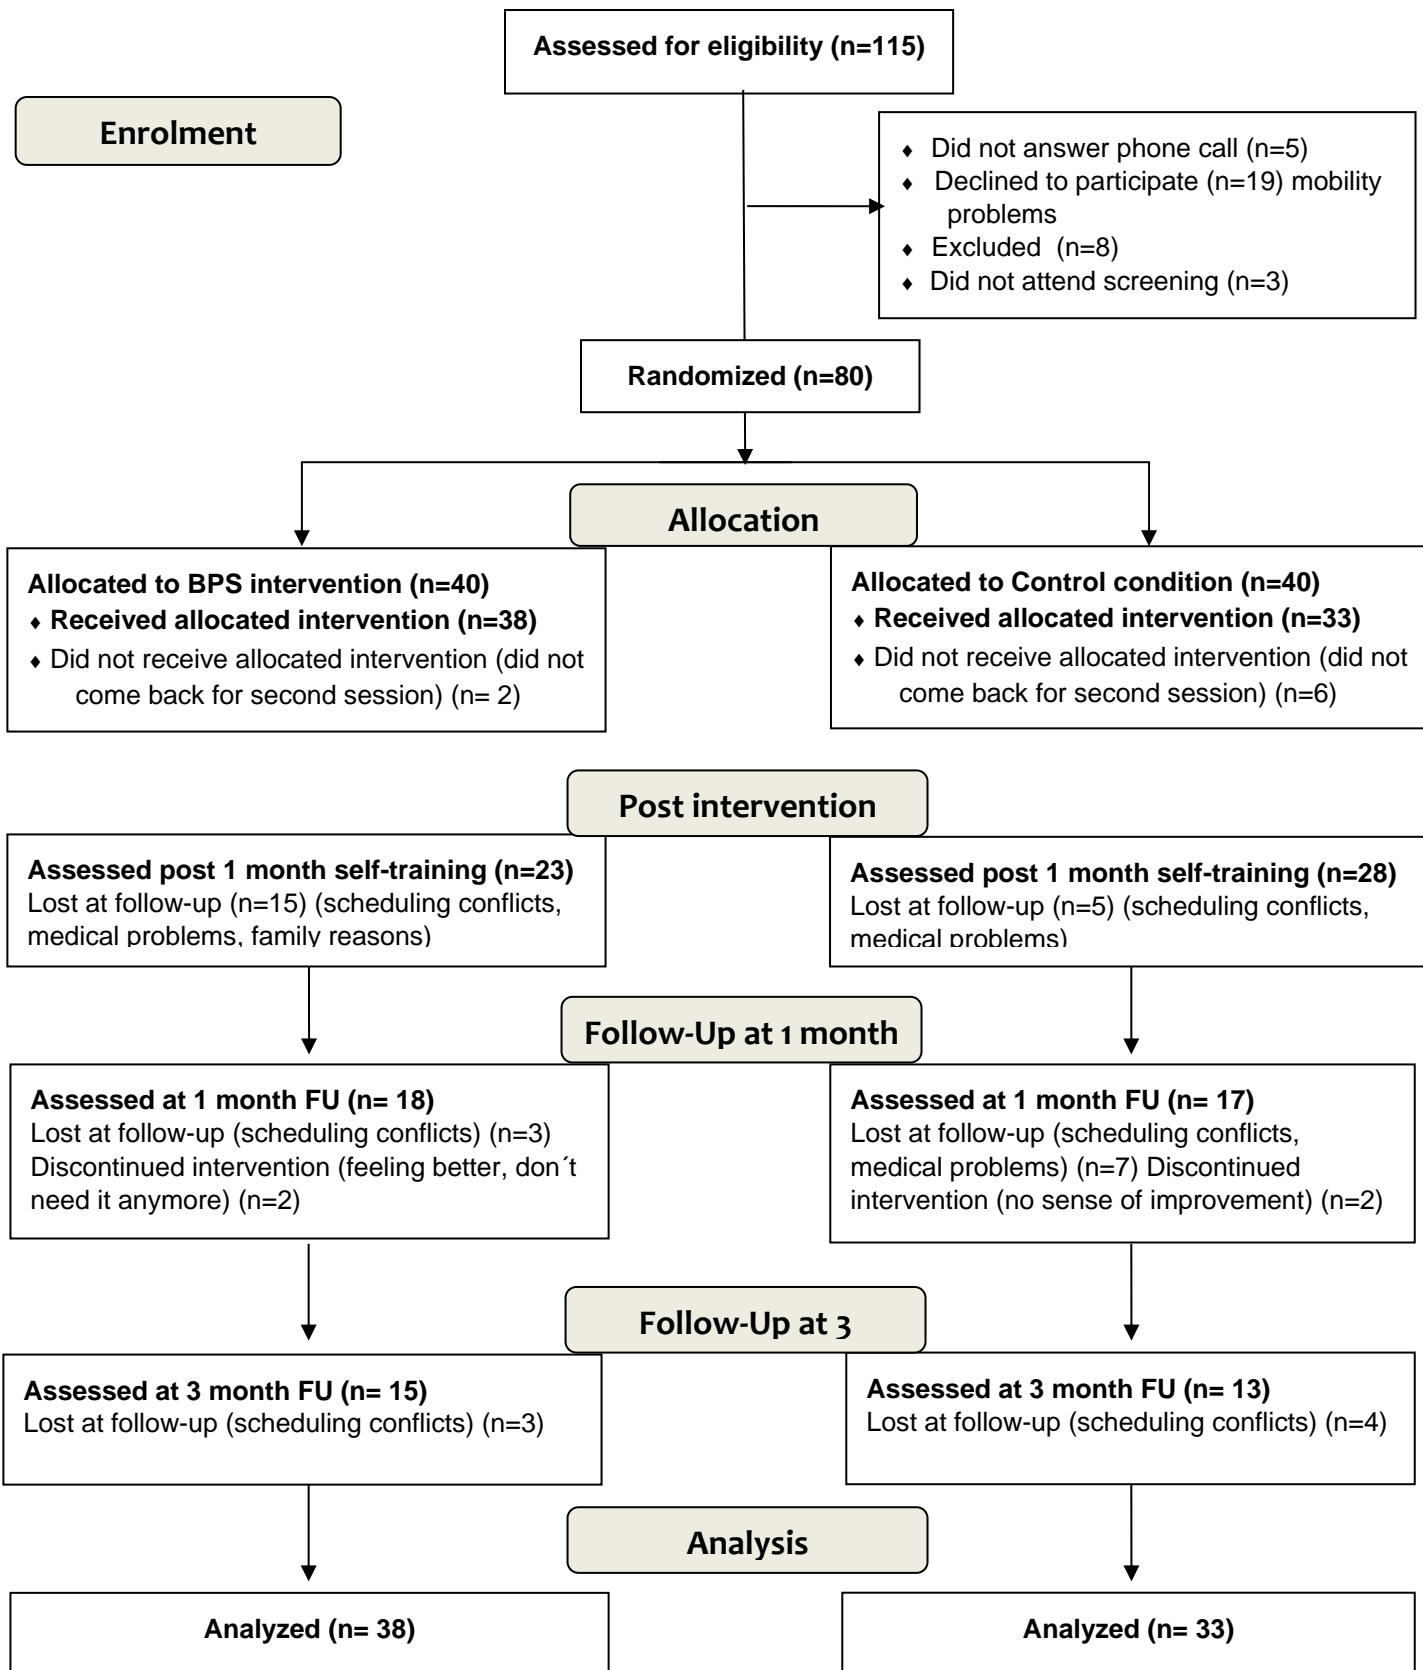 Assessed for eligibility (n=115)
Enrolment
♦ Did not answer phone call (n=5)
♦ Declined to participate (n=19) mobility
problems
♦ Excluded (n=8)
♦ Did not attend screening (n=3)
Randomized (n=80)
Allocation
Allocated to BPS intervention (n=40)
♦ Received allocated intervention (n=38)
♦ Did not receive allocated intervention (did not
come back for second session) (n= 2)
Allocated to Control condition (n=40)
♦ Received allocated intervention (n=33)
♦ Did not receive allocated intervention (did not
come back for second session) (n=6)
Post intervention
Assessed post 1 month self-training (n=23)
Lost at follow-up (n=15) (scheduling conflicts,
medical problems, family reasons)
Assessed post 1 month self-training (n=28)
Lost at follow-up (n=5) (scheduling conflicts,
medical problems)
Follow-Up at 1 month
Assessed at 1 month FU (n= 18)
Lost at follow-up (scheduling conflicts) (n=3)
Discontinued intervention (feeling better, don´t
need it anymore) (n=2)
Assessed at 1 month FU (n= 17)
Lost at follow-up (scheduling conflicts,
medical problems) (n=7) Discontinued
intervention (no sense of improvement) (n=2)
Follow-Up at 3
Assessed at 3 month FU (n= 15)
Lost at follow-up (scheduling conflicts) (n=3)
Assessed at 3 month FU (n= 13)
Lost at follow-up (scheduling conflicts) (n=4)
Analysis
Analyzed (n= 38)
Analyzed (n= 33)